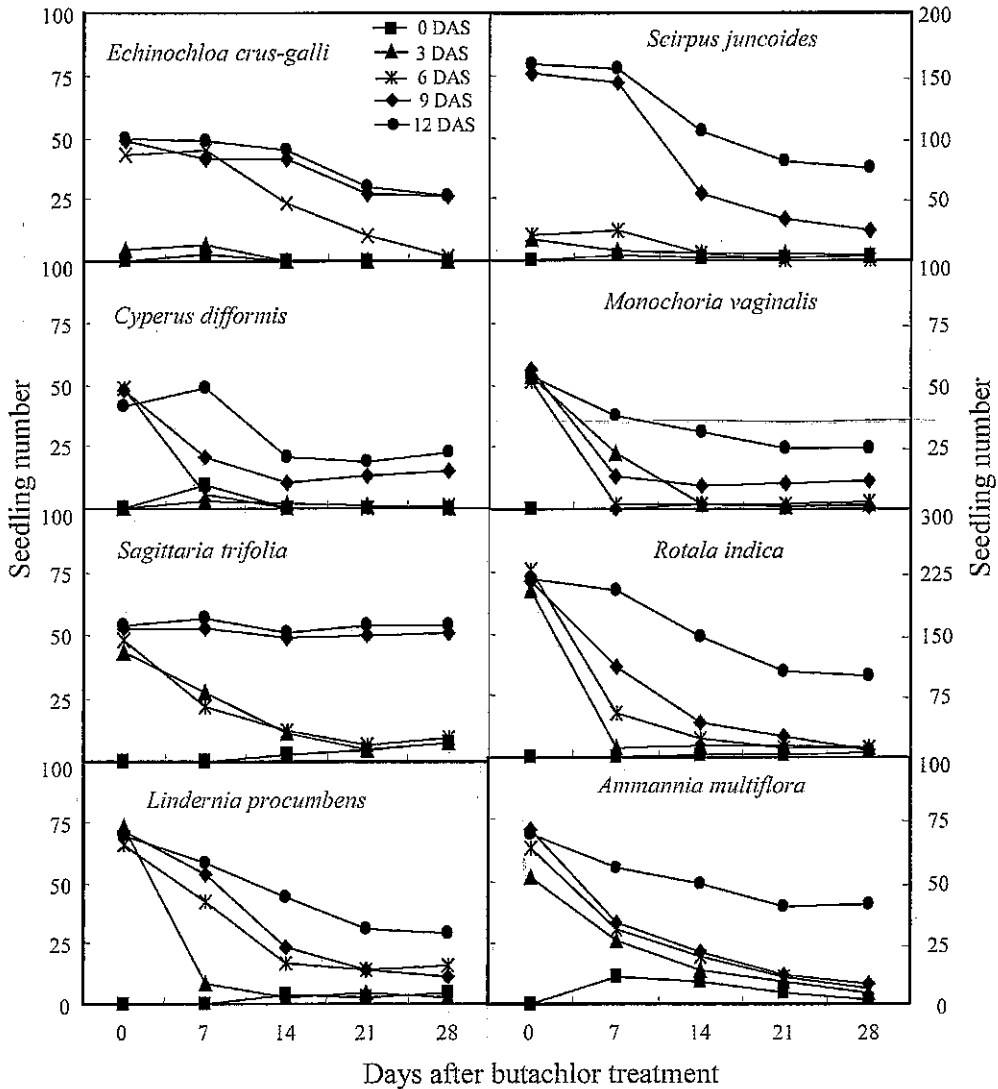 100
75
50
25
Echinochloa crus-galli
0 DAS
3 DAS
6 DAS
9 DAS
12 DAS
Scirpus juncoides
200
150
100
50
100
75
50
25
Cyperus difformis
Monochoria vaginalis
100
75
50
25
100
75
50
25
Sagittaria trifolia
Rotala indica
300
225
150
75
100
75
50
25
0
Lindernia procumbens
Ammannia multiflora
100
75
50
25
0
Seedling number
Seedling number
0 7 14 21 28
0 7 14 21 28
Days after butachlor treatment